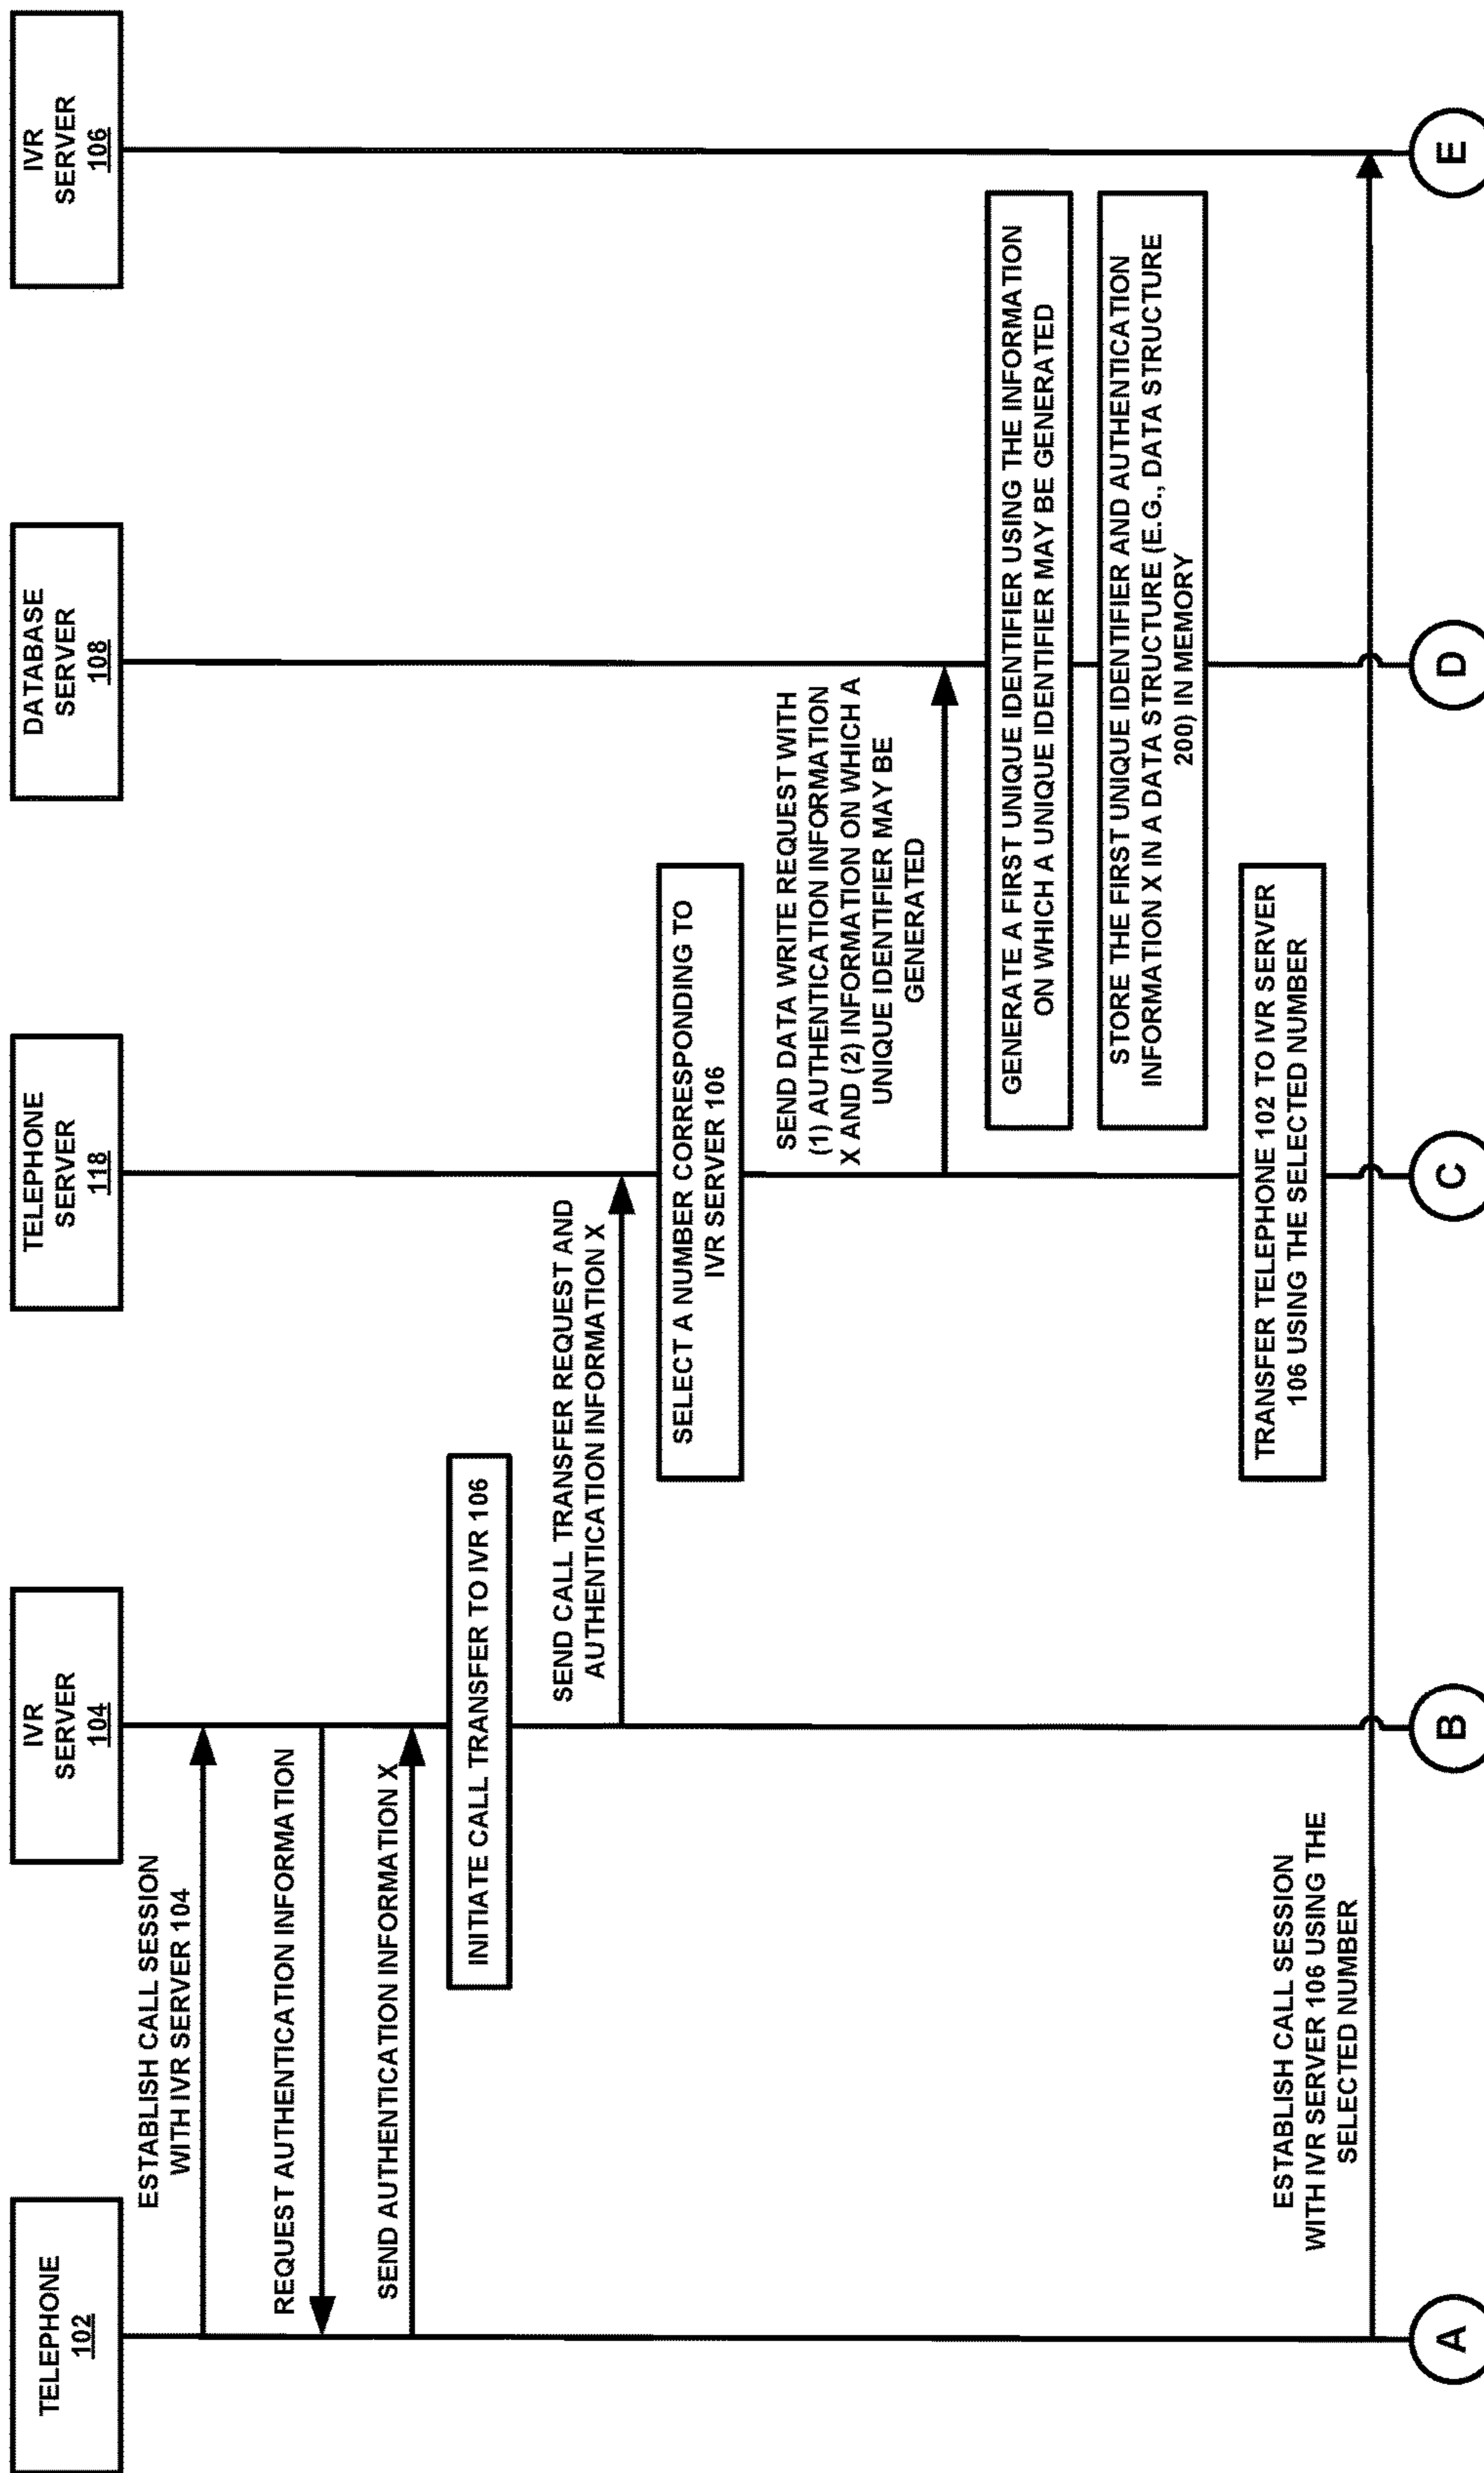 TELEPHONE
102
IVR
SERVER
104
TELEPHONE
SERVER
118
DATABASE
SERVER
108
IVR
SERVER
106
ESTABLISH CALL SESSION
WITH IVR SERVER 104
REQUEST AUTHENTICATION INFORMATION
SEND AUTHENTICATION INFORMATION X
INITIATE CALL TRANSFER TO IVR 106
SEND CALL TRANSFER REQUEST AND
AUTHENTICATION INFORMATION X
SELECT A NUMBER CORRESPONDING TO
IVR SERVER 106
SEND DATA WRITE REQUEST WITH
(1) AUTHENTICATION INFORMATION
X AND (2) INFORMATION ON WHICH A
UNIQUE IDENTIFIER MAY BE
GENERATED
GENERATE A FIRST UNIQUE IDENTIFIER USING THE INFORMATION
ON WHICH A UNIQUE IDENTIFIER MAY BE GENERATED
STORE THE FIRST UNIQUE IDENTIFIER AND AUTHENTICATION
INFORMATION X IN A DATA STRUCTURE (E.G., DATA STRUCTURE
200) IN MEMORY
TRANSFER TELEPHONE 102 TO IVR SERVER
106 USING THE SELECTED NUMBER
ESTABLISH CALL SESSION
WITH IVR SERVER 106 USING THE
SELECTED NUMBER
A
B
C
D
E